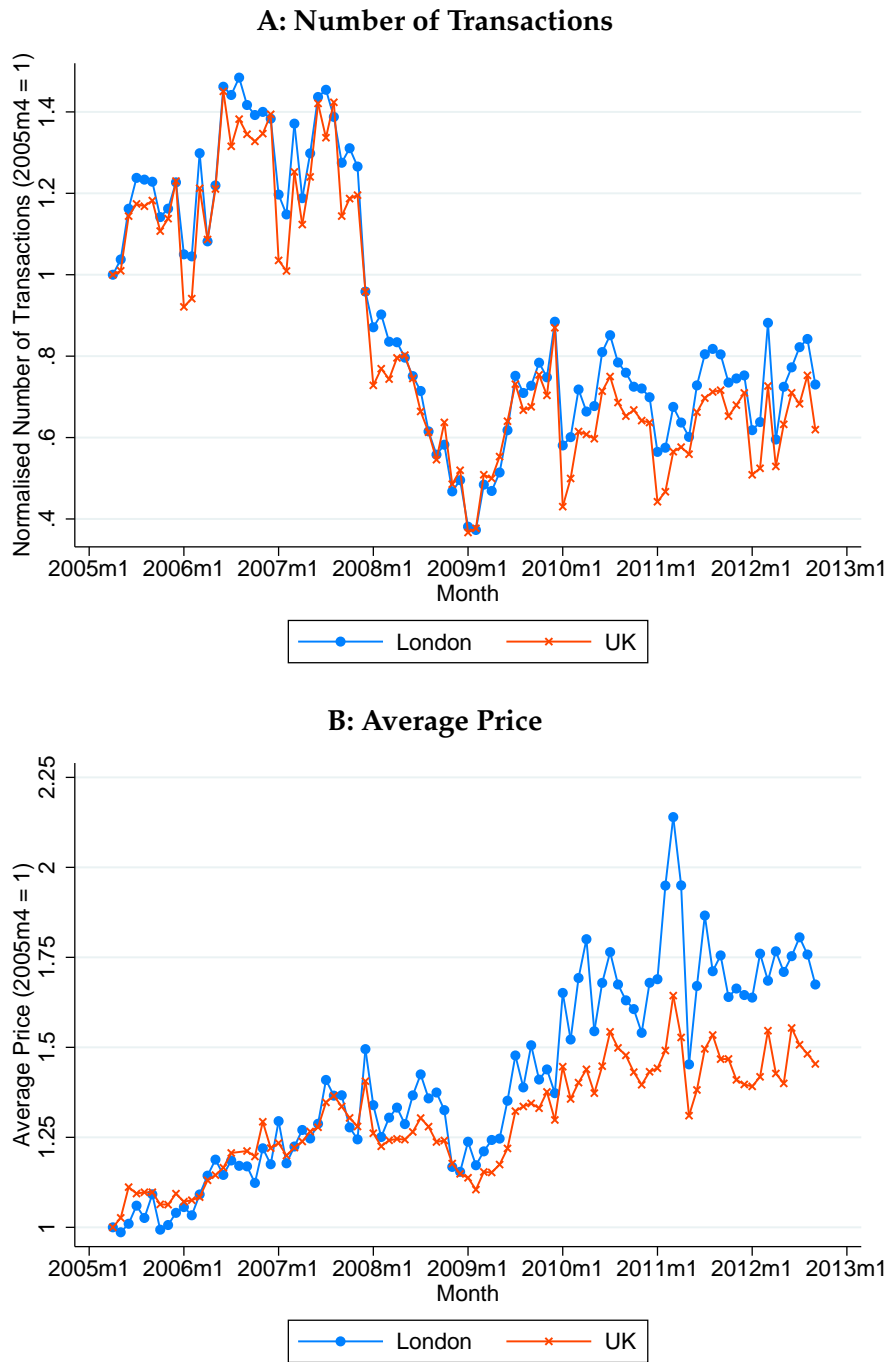 A: Number of Transactions
Normalised Number of Transactions (2005m4 = 1)
1.4
1.2
1
.8
.6
.4
2005m1 2006m1 2007m1 2008m1 2009m1 2010m1 2011m1 2012m1 2013m1
Month
London UK
B: Average Price
Average Price (2005m4 = 1)
2.25
2
1.75
1.5
1.25
1
2005m1 2006m1 2007m1 2008m1 2009m1 2010m1 2011m1 2012m1 2013m1
Month
London UK